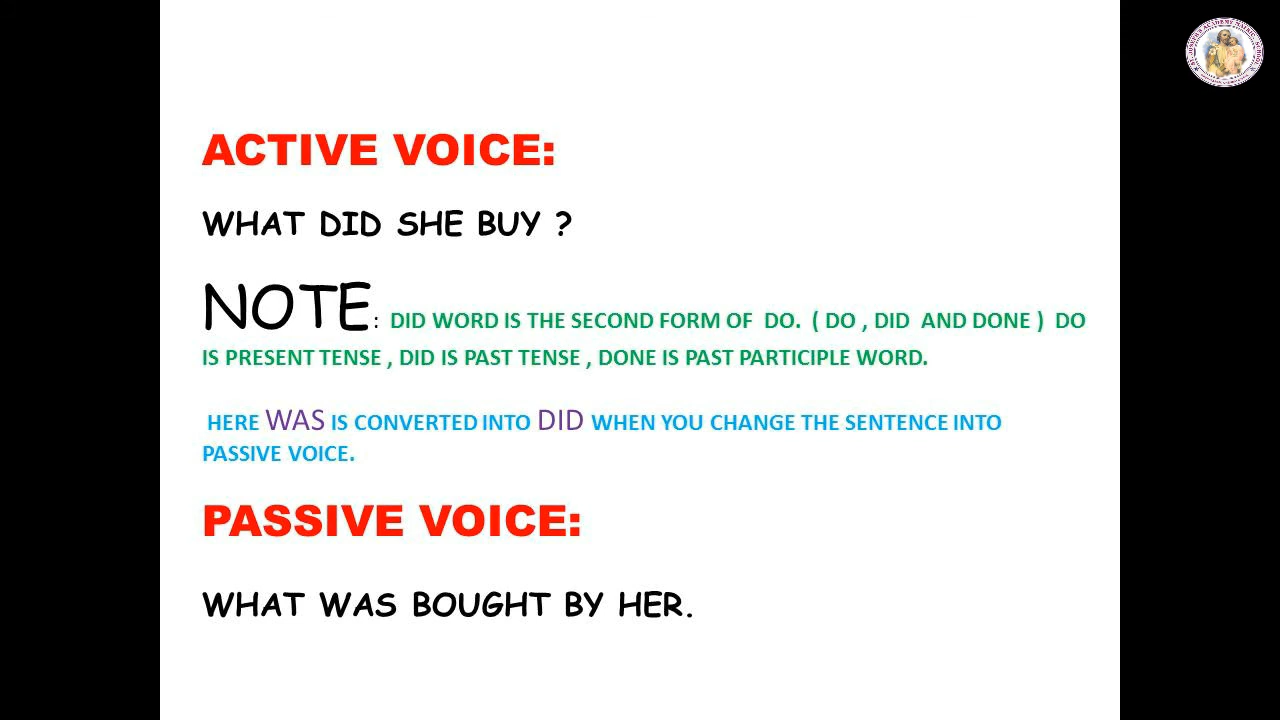 ACTIVE VOICE:
WHAT DID SHE BUY ?
NOTE: DID WORD IS THE SECOND FORM OF DO. ( DO , DID AND DONE ) DO
IS PRESENT TENSE , DID IS PAST TENSE , DONE IS PAST PARTICIPLE WORD.
HERE WAS IS CONVERTED INTO DID WHEN YOU CHANGE THE SENTENCE INTO
PASSIVE VOICE.
PASSIVE VOICE:
WHAT WAS BOUGHT BY HER.